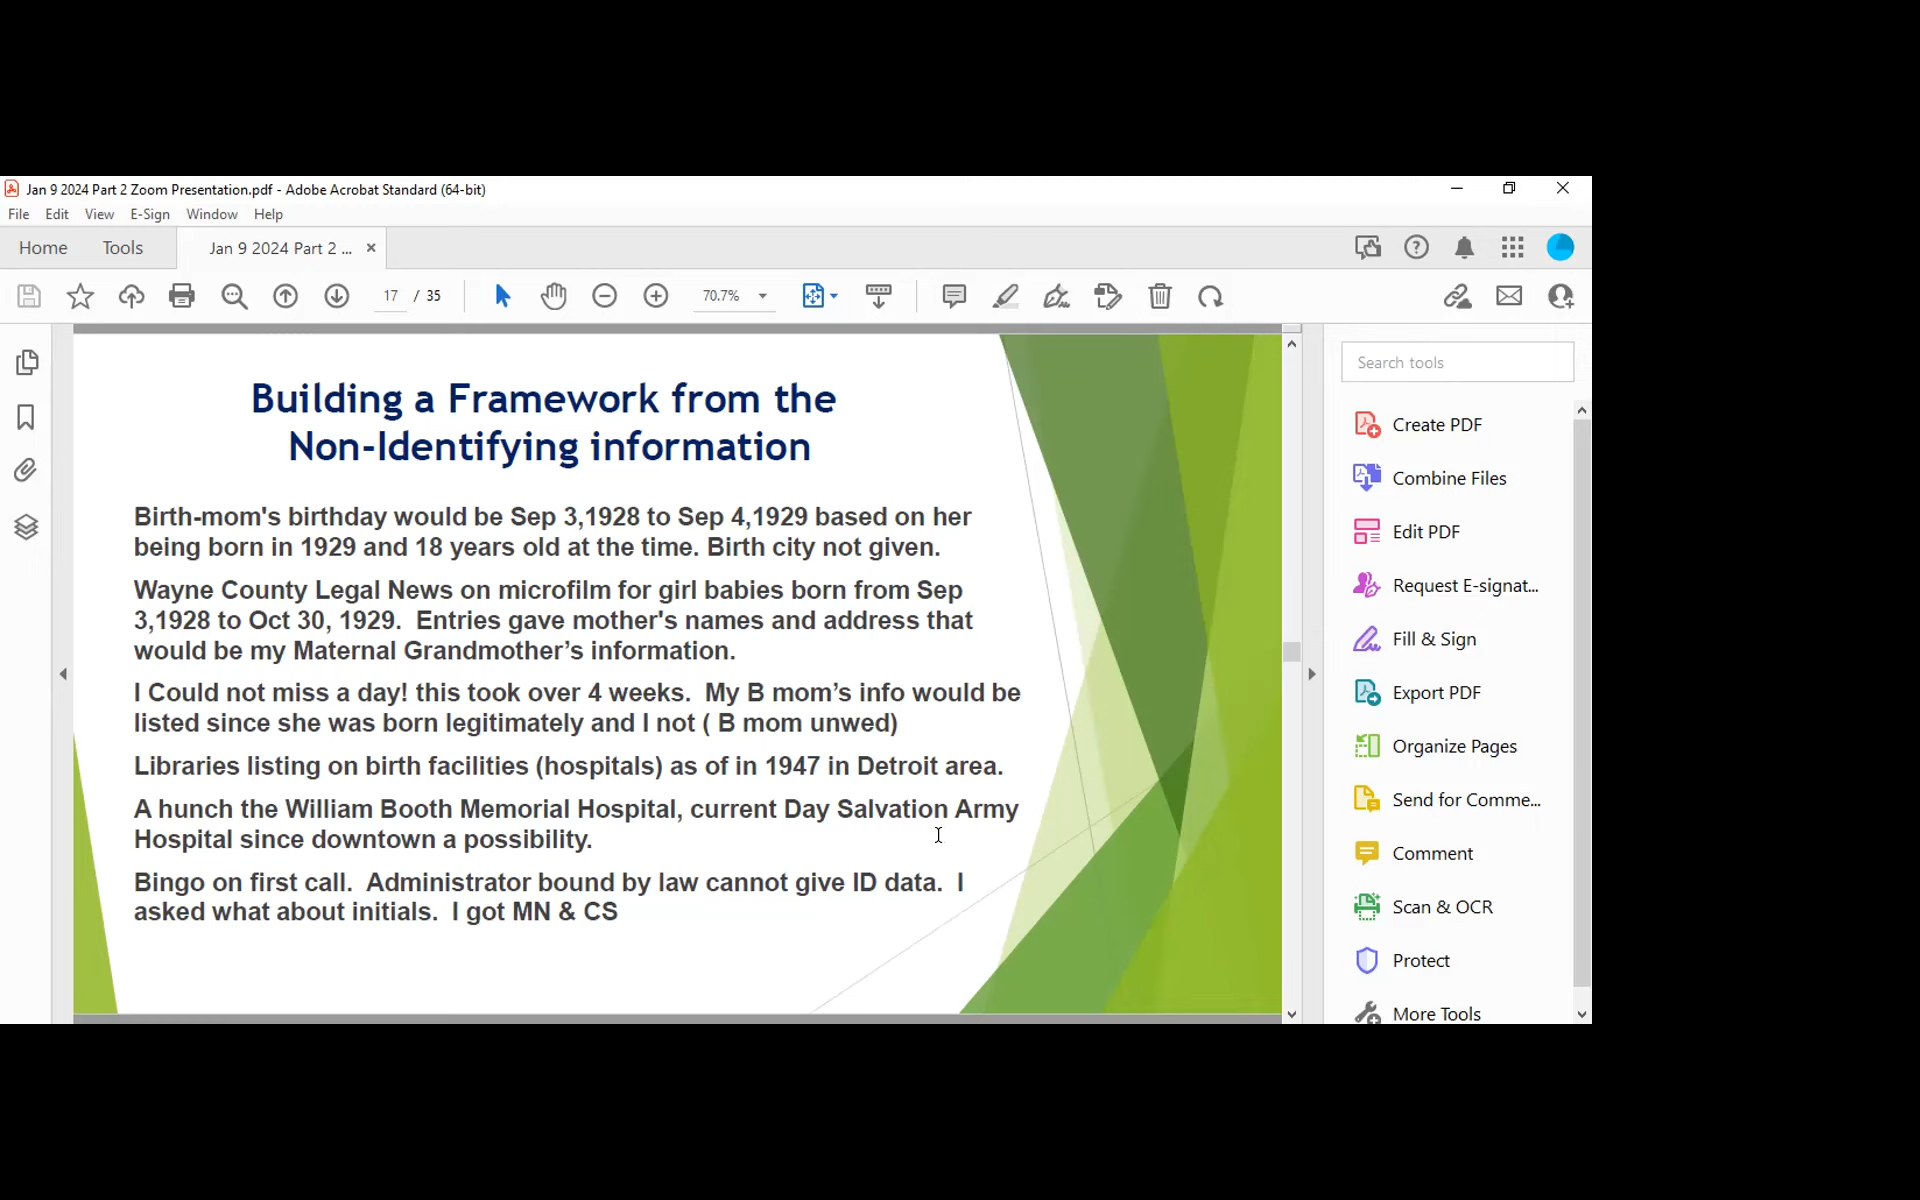 Jan 9 2024 Part 2 Zoom Presentation.pdf - Adobe Acrobat Standard (64-bit)
File Edit View E-Sign Window Help
Home Tools Jan 9 2024 Part 2 ...
17 / 35 70.7%
Building a Framework from the
Non-Identifying information
Birth-mom's birthday would be Sep 3,1928 to Sep 4,1929 based on her
being born in 1929 and 18 years old at the time. Birth city not given.
Wayne County Legal News on microfilm for girl babies born from Sep
3,1928 to Oct 30, 1929. Entries gave mother's names and address that
would be my Maternal Grandmother’s information.
I Could not miss a day! this took over 4 weeks. My B mom’s info would be
listed since she was born legitimately and I not ( B mom unwed)
Libraries listing on birth facilities (hospitals) as of in 1947 in Detroit area.
A hunch the William Booth Memorial Hospital, current Day Salvation Army
Hospital since downtown a possibility.
Bingo on first call. Administrator bound by law cannot give ID data. I
asked what about initials. I got MN & CS
Search tools
Create PDF
Combine Files
Edit PDF
Request E-signat...
Fill & Sign
Export PDF
Organize Pages
Send for Comme...
Comment
Scan & OCR
Protect
More Tools